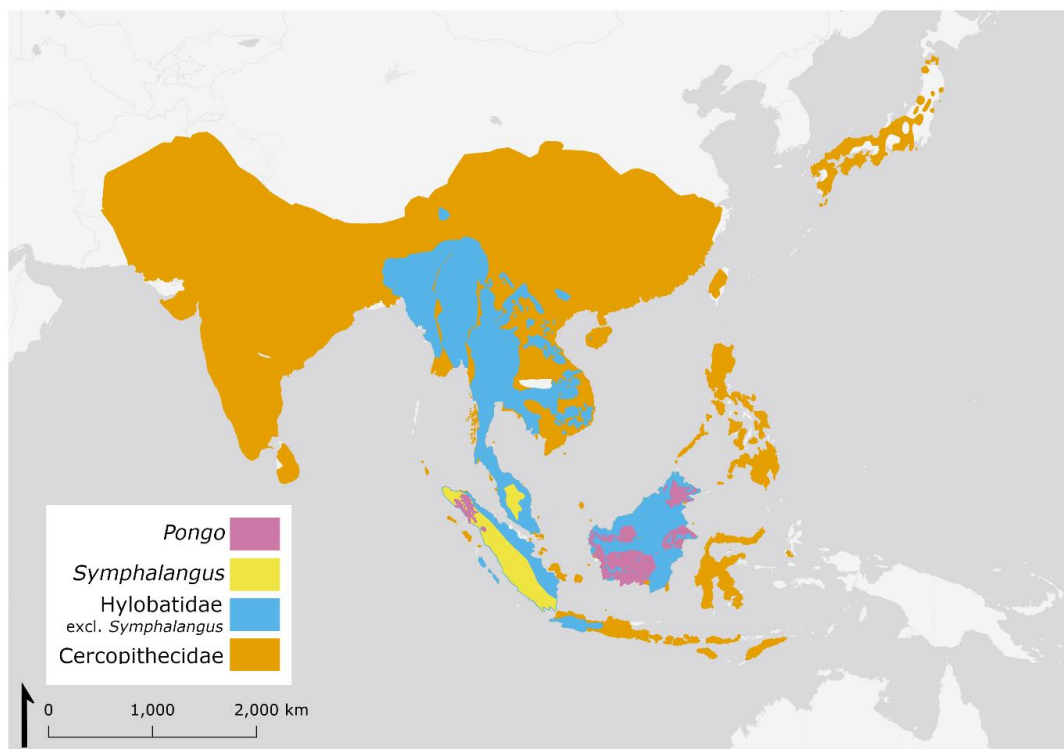 Pongo
Symphalangus
Hylobatidae
excl. Symphalangus
Cercopithecidae
0 1,000 2,000 km